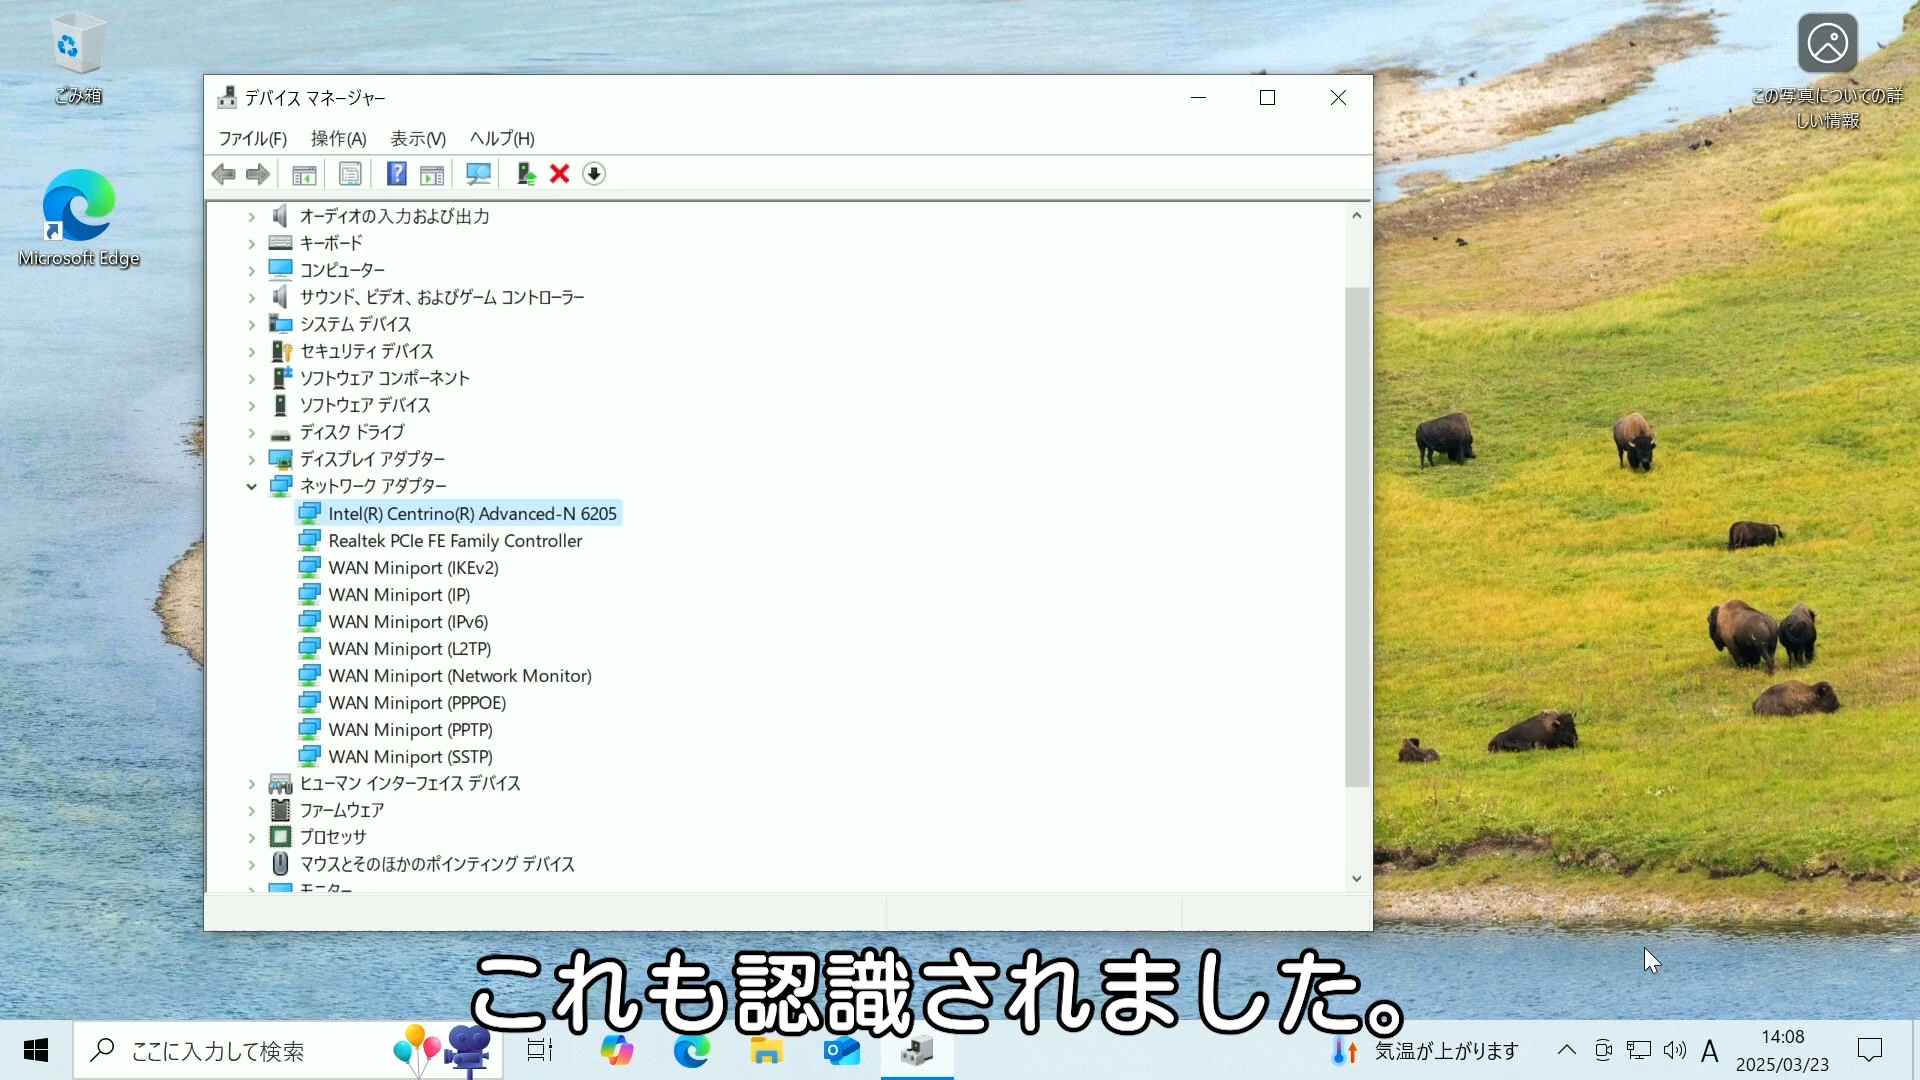 ごみ箱
Microsoft Edge
この写真についての詳
しい情報
デバイス マネージャー
ファイル(F) 操作(A) 表示(V) ヘルプ(H)
オーディオの入力および出力
キーボード
コンピューター
サウンド、ビデオ、およびゲーム コントローラー
システム デバイス
セキュリティ デバイス
ソフトウェア コンポーネント
ソフトウェア デバイス
ディスク ドライブ
ディスプレイ アダプター
ネットワーク アダプター
Intel(R) Centrino(R) Advanced-N 6205
Realtek PCIe FE Family Controller
WAN Miniport (IKEv2)
WAN Miniport (IP)
WAN Miniport (IPv6)
WAN Miniport (L2TP)
WAN Miniport (Network Monitor)
WAN Miniport (PPPOE)
WAN Miniport (PPTP)
WAN Miniport (SSTP)
ヒューマン インターフェイス デバイス
ファームウェア
プロセッサ
マウスとそのほかのポインティング デバイス
モニター
これも認識されました。
ここに入力して検索
気温が上がります
A
14:08
2025/03/23